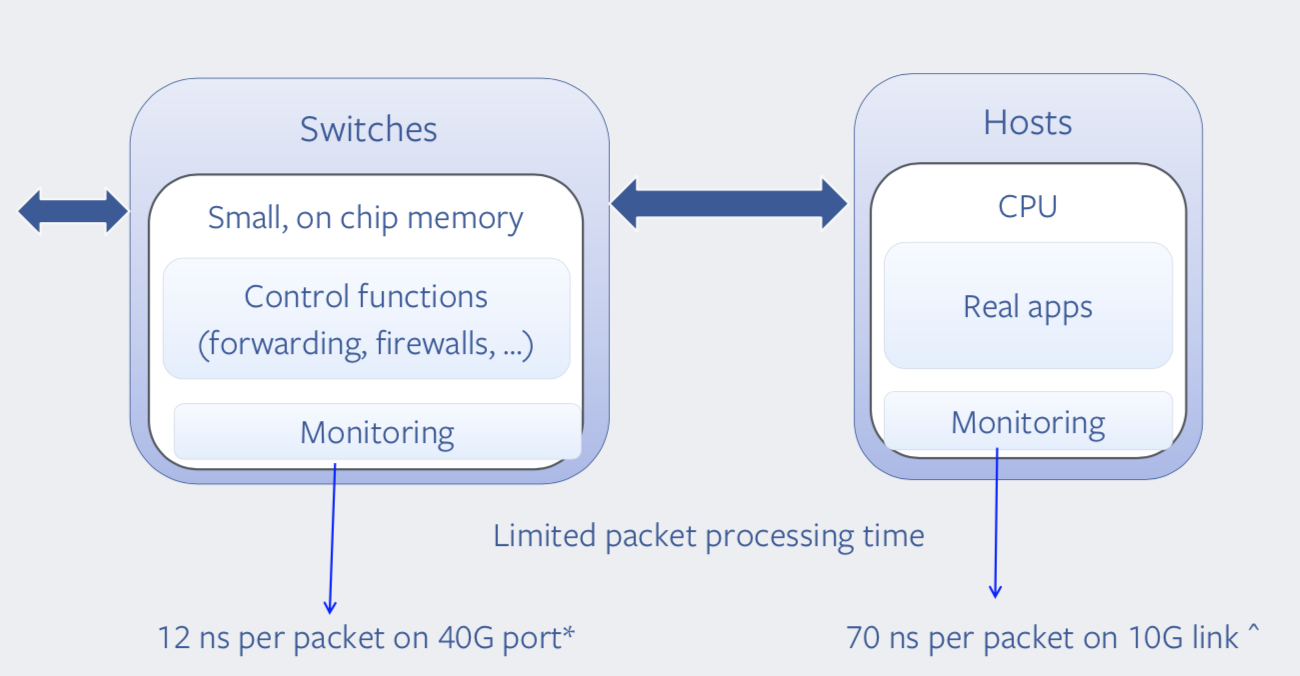 Switches
Small, on chip memory
Control functions
(forwarding, firewalls, ...)
Monitoring
Hosts
CPU
Real apps
Monitoring
Limited packet processing time
12 ns per packet on 40G port*
70 ns per packet on 10G link ^